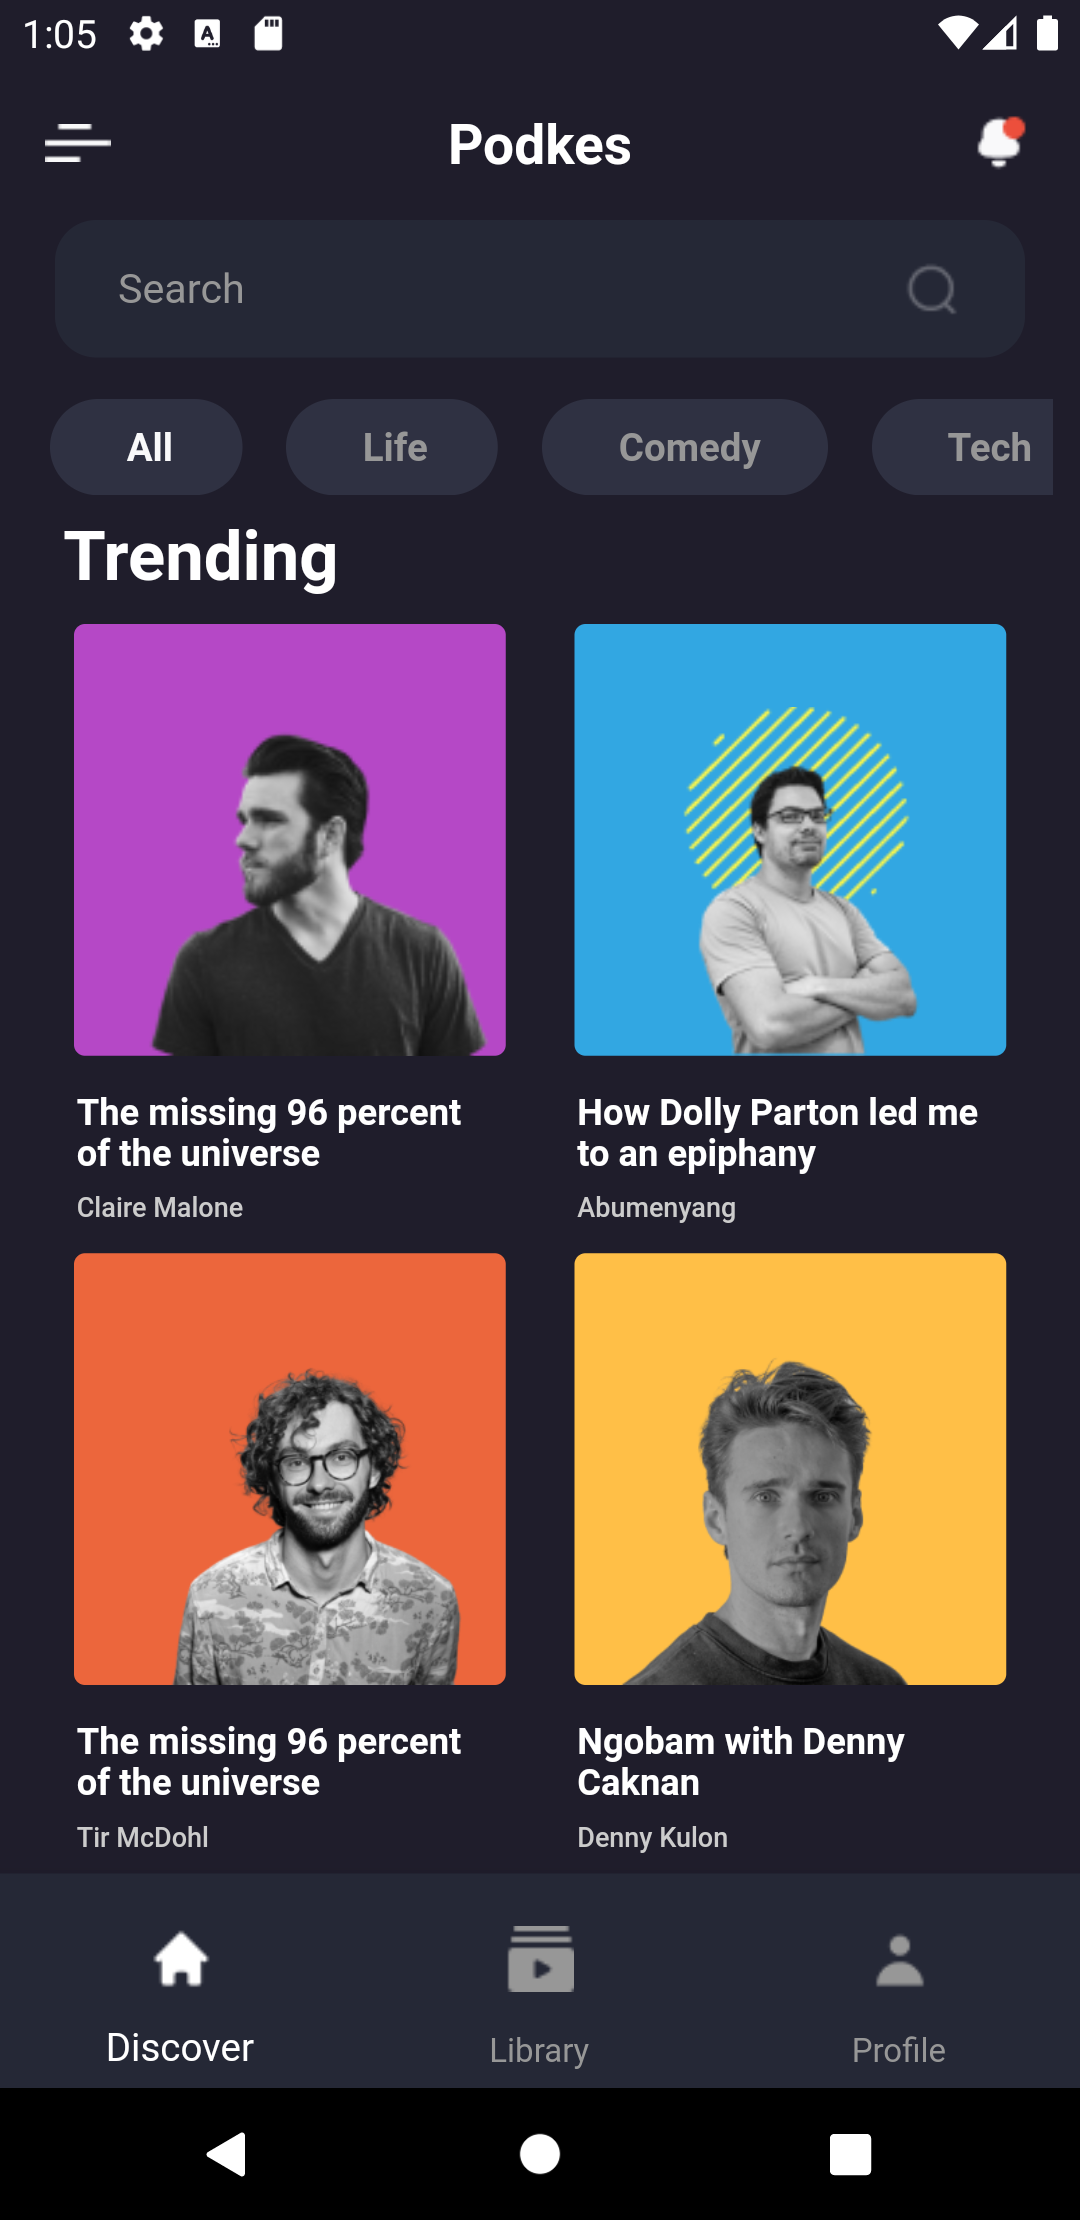 1:05
Podkes
Search
All
Life
Comedy
Tech
Trending
The missing 96 percent
of the universe
Claire Malone
How Dolly Parton led me
to an epiphany
Abumenyang
The missing 96 percent
of the universe
Tir McDohl
Ngobam with Denny
Caknan
Denny Kulon
Discover
Library
Profile